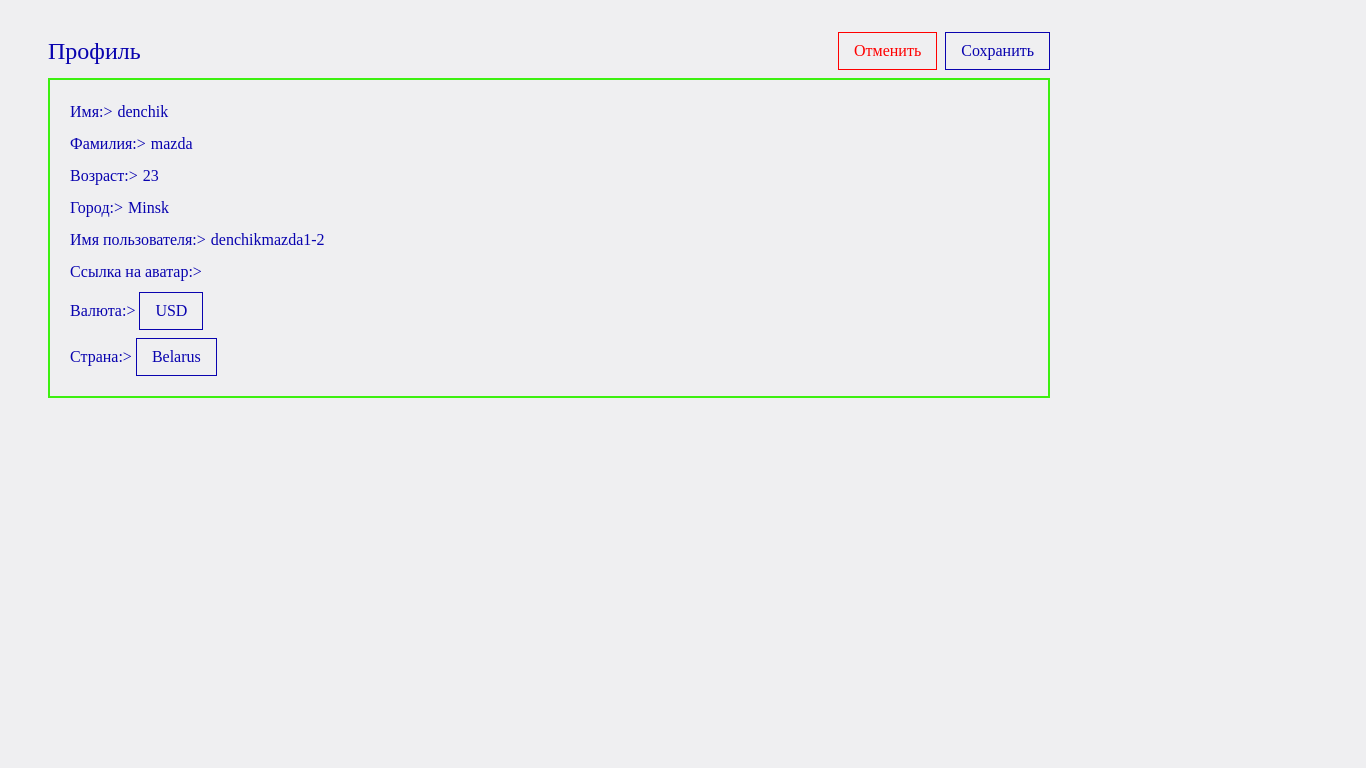 Профиль
Отменить
Сохранить
Имя:> denchik
Фамилия:> mazda
Возраст:> 23
Город:> Minsk
Имя пользователя:> denchikmazda1-2
Ссылка на аватар:>
Валюта:> USD
Страна:> Belarus